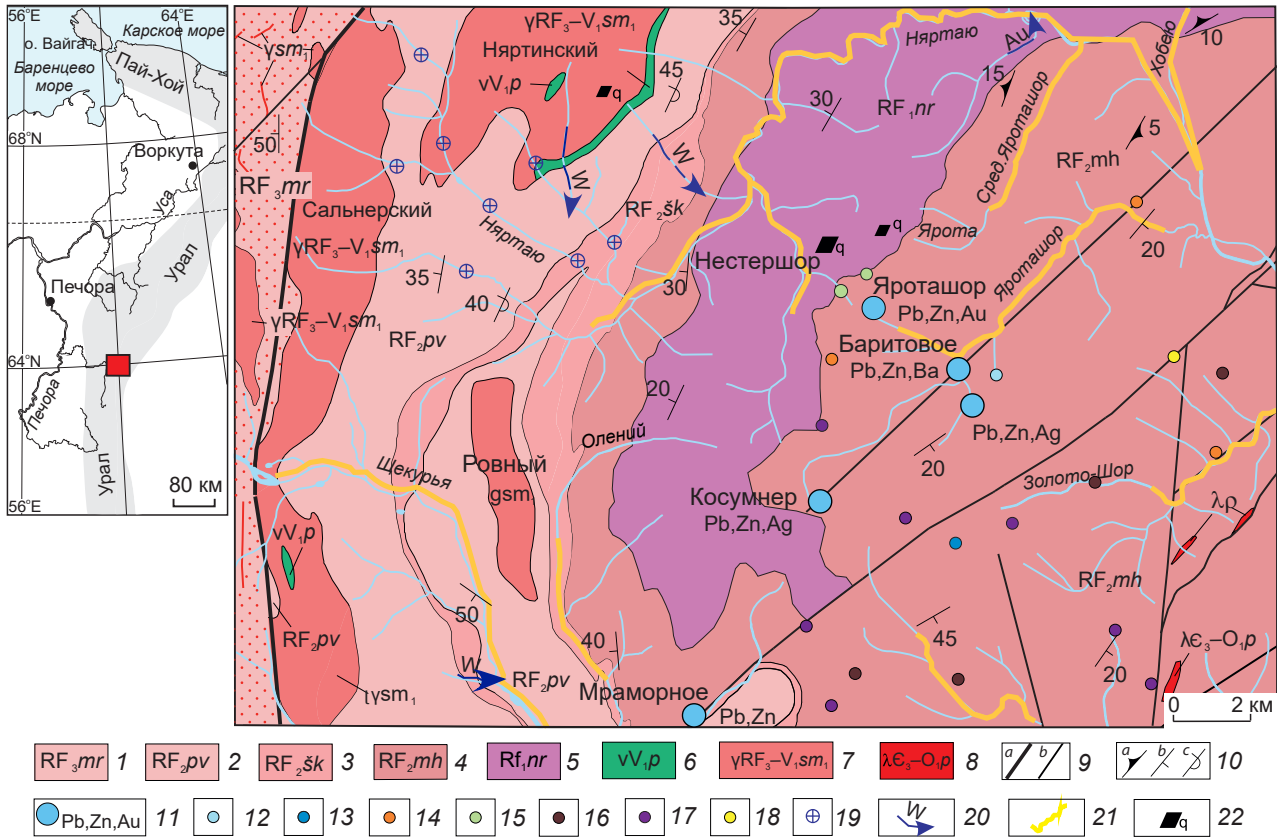 56°E
64°E
о. Вайгач
Карское море
Баренцево
море
Пай-Хой
68°N
Воркута
Уса
Урал
Печора
64°N
Печора
Урал
80 км
56°E
γsm₁
γRF₃–V₁sm₁
Няртинский
35
45
νV₁p
q
50
RF₃mr
W
W
Сальнерский
γRF₃–V₁sm₁
RF₂šk
Няртаю
35
40
30
γRF₃–V₁sm₁
RF₂pv
Няртаю
Au
10
Хобею
15
30
RF₁nr
Сред.Яроташор
5
RF₂mh
20
q
q
Ярота
Нестершор
Яроташор
Pb,Zn,Au
Яроташор
Баритовое
Pb,Zn,Ba
20
Pb,Zn,Ag
20
Олений
Щекурья
Ровный
gsm
Косумнер
Pb,Zn,Ag
Золото-Шор
λρ
νV₁p
RF₂mh
50
RF₂pv
45
40
λЄ₃–O₁p
20
W
RF₂pv
Мраморное
Pb,Zn
ιγsm₁
0 2 км
RF₃mr 1 RF₂pv 2 RF₂šk 3 RF₂mh 4 Rf₁nr 5 νV₁p 6 γRF₃–V₁sm₁ 7 λЄ₃–O₁p 8 a b 9 a b c 10
Pb,Zn,Au 11 12 13 14 15 16 17 18 19 W 20 21 q 22